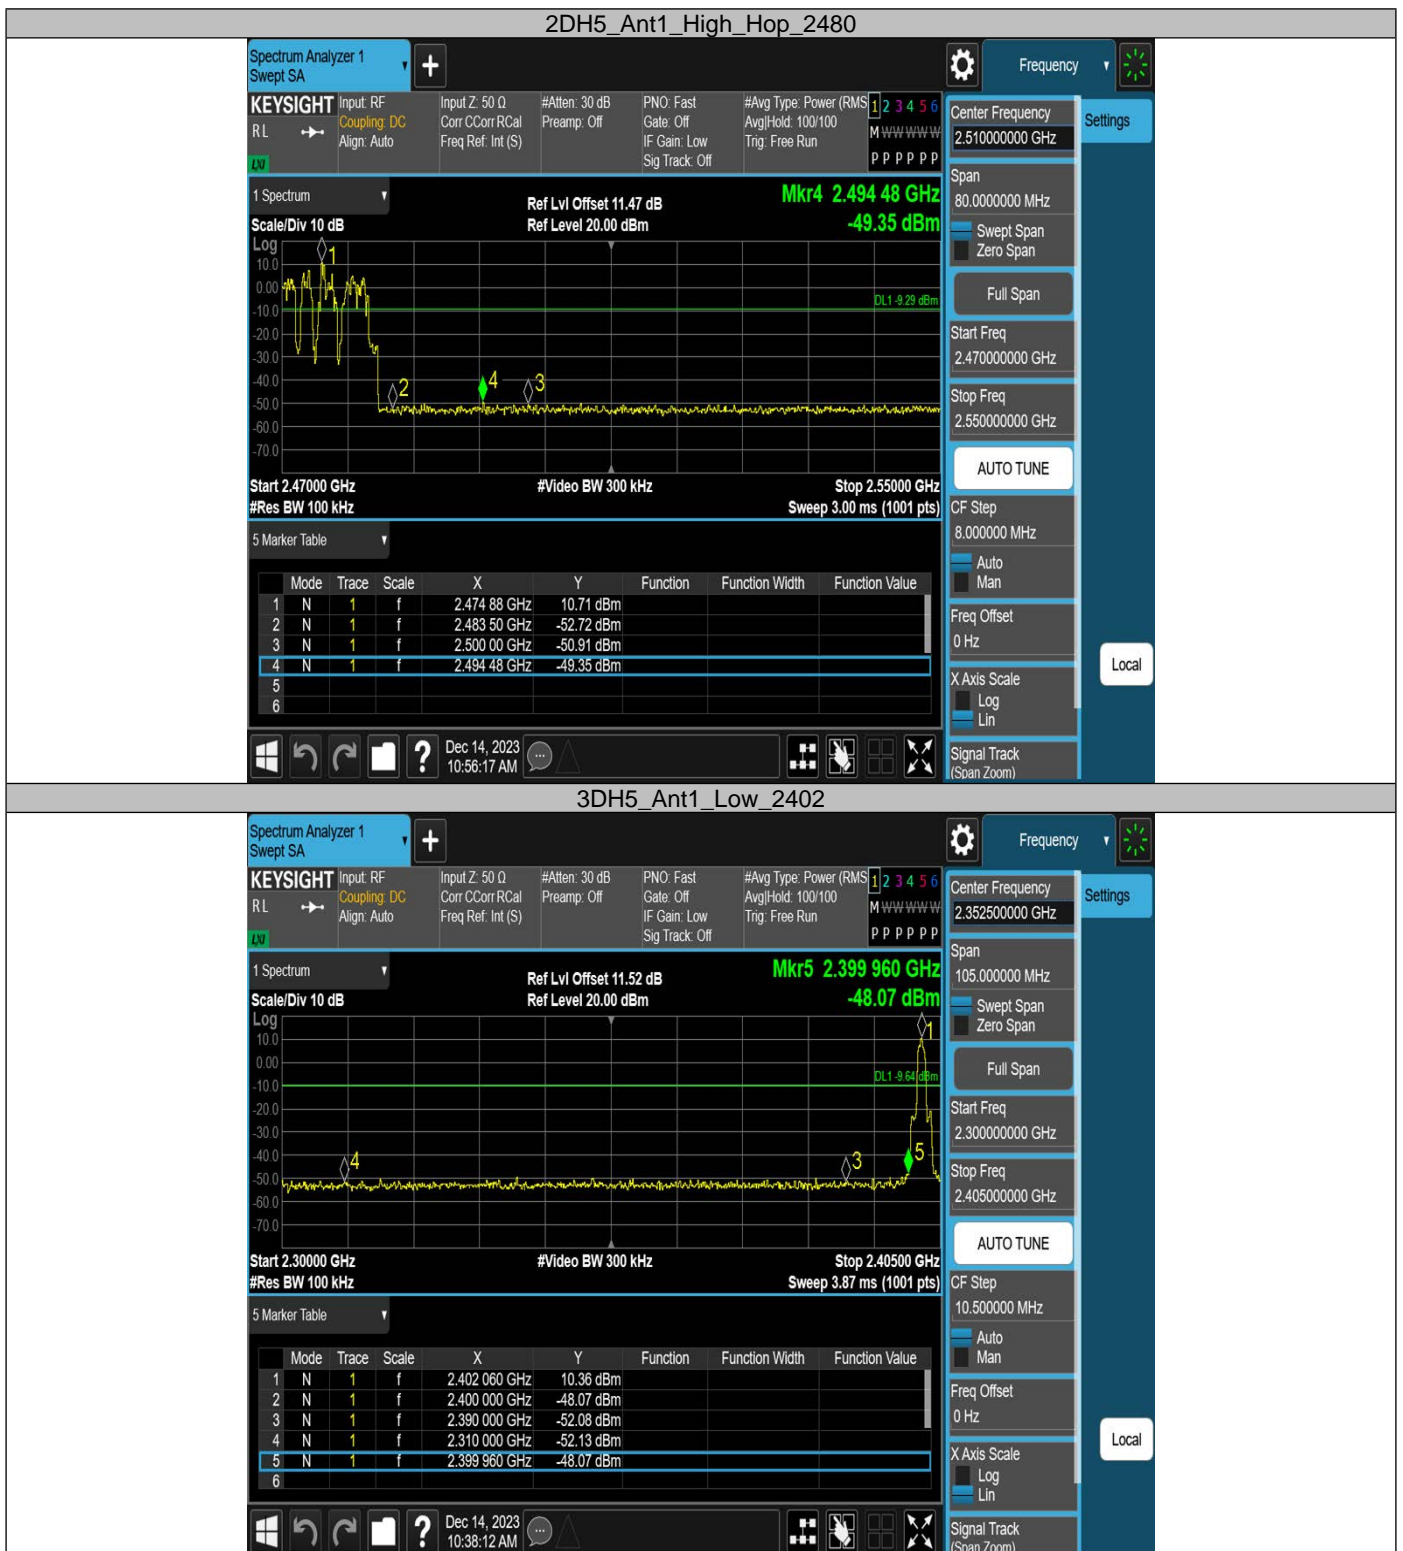 2DH5_Ant1_High_Hop_2480
Spectrum Analyzer 1
Swept SA
+
Frequency
KEYSIGHT
RL
LXI
Input: RF
Coupling: DC
Align: Auto
Input Z: 50 Ω
Corr CCorr RCal
Freq Ref: Int (S)
#Atten: 30 dB
Preamp: Off
PNO: Fast
Gate: Off
IF Gain: Low
Sig Track: Off
#Avg Type: Power (RMS
Avg|Hold: 100/100
Trig: Free Run
1 2 3 4 5 6
M W W W W W
P P P P P P
1 Spectrum
Scale/Div 10 dB
Ref Lvl Offset 11.47 dB
Ref Level 20.00 dBm
Mkr4 2.494 48 GHz
-49.35 dBm
Log
10.0
0.00
-10.0
-20.0
-30.0
-40.0
-50.0
-60.0
-70.0
1
2
4
3
DL1 -9.29 dBm
Start 2.47000 GHz
#Video BW 300 kHz
Stop 2.55000 GHz
#Res BW 100 kHz
Sweep 3.00 ms (1001 pts)
5 Marker Table
Mode Trace Scale X Y Function Function Width Function Value
1 N 1 f 2.474 88 GHz 10.71 dBm
2 N 1 f 2.483 50 GHz -52.72 dBm
3 N 1 f 2.500 00 GHz -50.91 dBm
4 N 1 f 2.494 48 GHz -49.35 dBm
5
6
?
Dec 14, 2023
10:56:17 AM
Center Frequency
2.510000000 GHz
Settings
Span
80.0000000 MHz
Swept Span
Zero Span
Full Span
Start Freq
2.470000000 GHz
Stop Freq
2.550000000 GHz
AUTO TUNE
CF Step
8.000000 MHz
Auto
Man
Freq Offset
0 Hz
Local
X Axis Scale
Log
Lin
Signal Track
(Span Zoom)
3DH5_Ant1_Low_2402
Spectrum Analyzer 1
Swept SA
+
Frequency
KEYSIGHT
RL
LXI
Input: RF
Coupling: DC
Align: Auto
Input Z: 50 Ω
Corr CCorr RCal
Freq Ref: Int (S)
#Atten: 30 dB
Preamp: Off
PNO: Fast
Gate: Off
IF Gain: Low
Sig Track: Off
#Avg Type: Power (RMS
Avg|Hold: 100/100
Trig: Free Run
1 2 3 4 5 6
M W W W W W
P P P P P P
1 Spectrum
Scale/Div 10 dB
Ref Lvl Offset 11.52 dB
Ref Level 20.00 dBm
Mkr5 2.399 960 GHz
-48.07 dBm
Log
10.0
0.00
-10.0
-20.0
-30.0
-40.0
-50.0
-60.0
-70.0
1
4
3
5
DL1 -9.64 dBm
Start 2.30000 GHz
#Video BW 300 kHz
Stop 2.40500 GHz
#Res BW 100 kHz
Sweep 3.87 ms (1001 pts)
5 Marker Table
Mode Trace Scale X Y Function Function Width Function Value
1 N 1 f 2.402 060 GHz 10.36 dBm
2 N 1 f 2.400 000 GHz -48.07 dBm
3 N 1 f 2.390 000 GHz -52.08 dBm
4 N 1 f 2.310 000 GHz -52.13 dBm
5 N 1 f 2.399 960 GHz -48.07 dBm
6
?
Dec 14, 2023
10:38:12 AM
Center Frequency
2.352500000 GHz
Settings
Span
105.000000 MHz
Swept Span
Zero Span
Full Span
Start Freq
2.300000000 GHz
Stop Freq
2.405000000 GHz
AUTO TUNE
CF Step
10.500000 MHz
Auto
Man
Freq Offset
0 Hz
Local
X Axis Scale
Log
Lin
Signal Track
(Span Zoom)